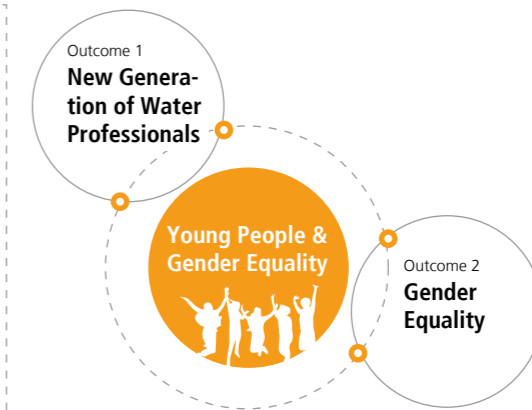 Outcome 1
New Genera-
tion of Water
Professionals
Young People &
Gender Equality
Outcome 2
Gender
Equality